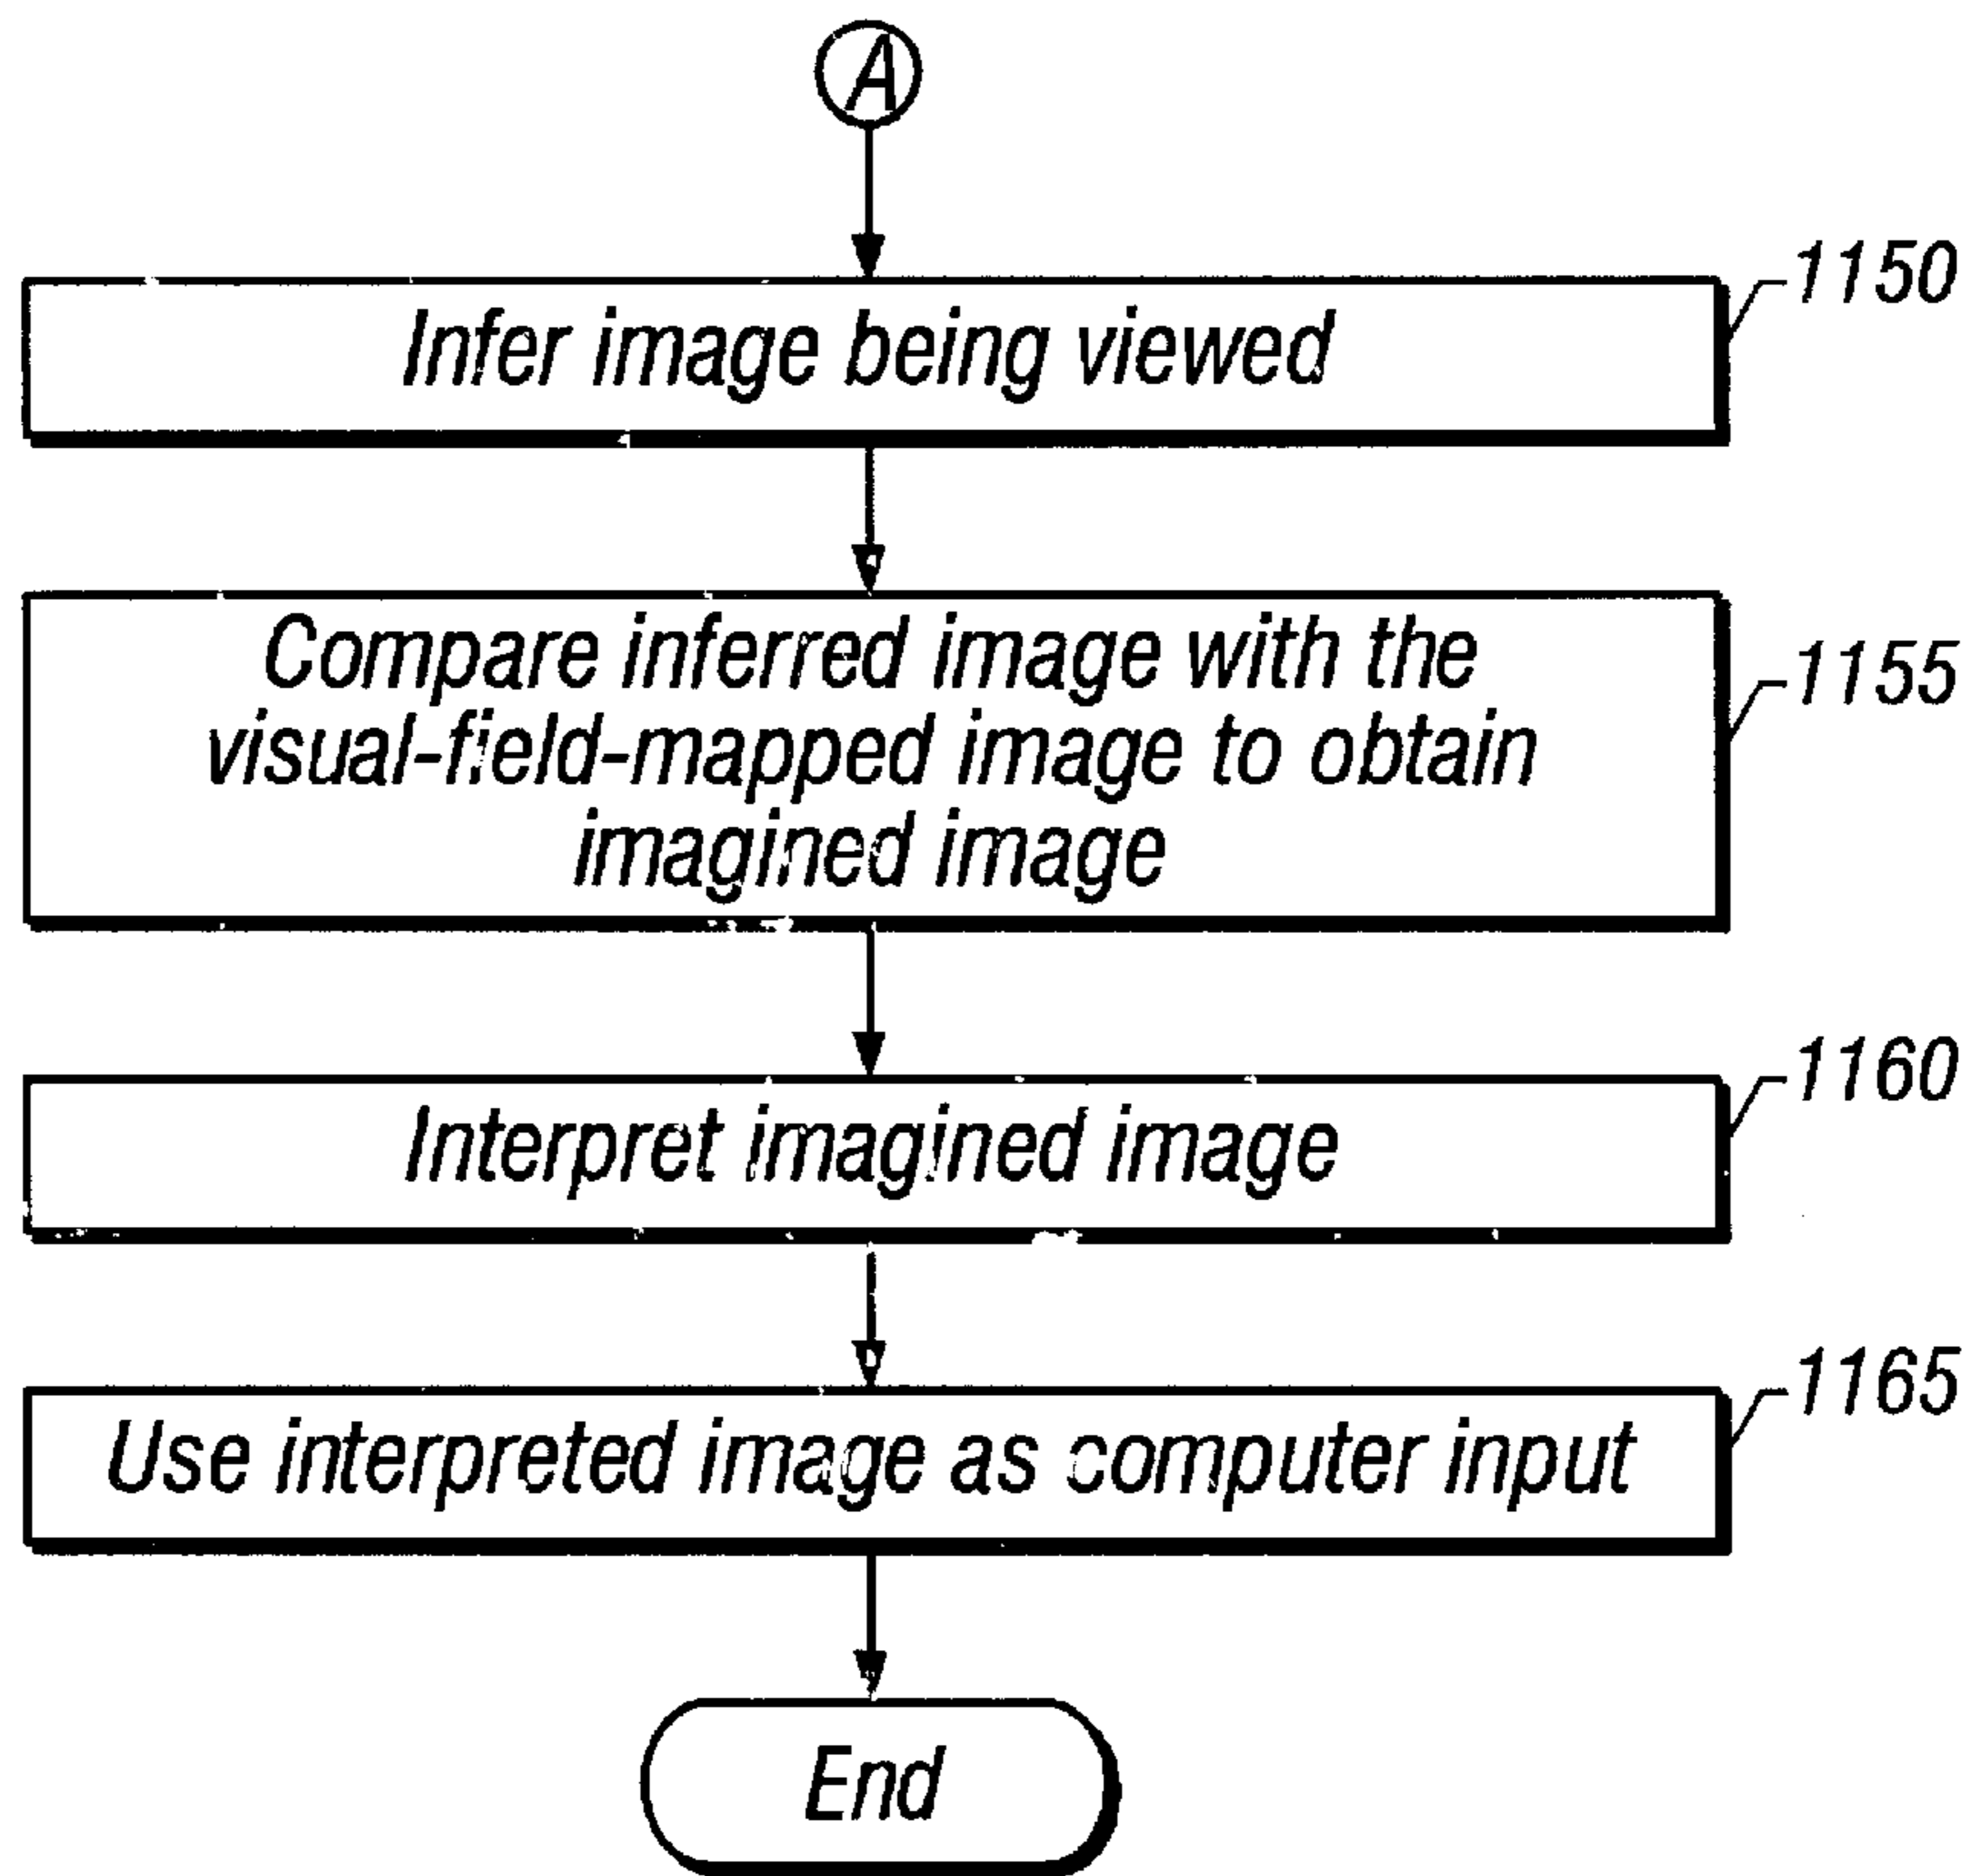 A
1150
Infer image being viewed
Compare inferred image with the
1155
visual-field-mapped image to obtain
imagined image
1160
Interpret imagined image
1165
Use interpreted image as computer input
End